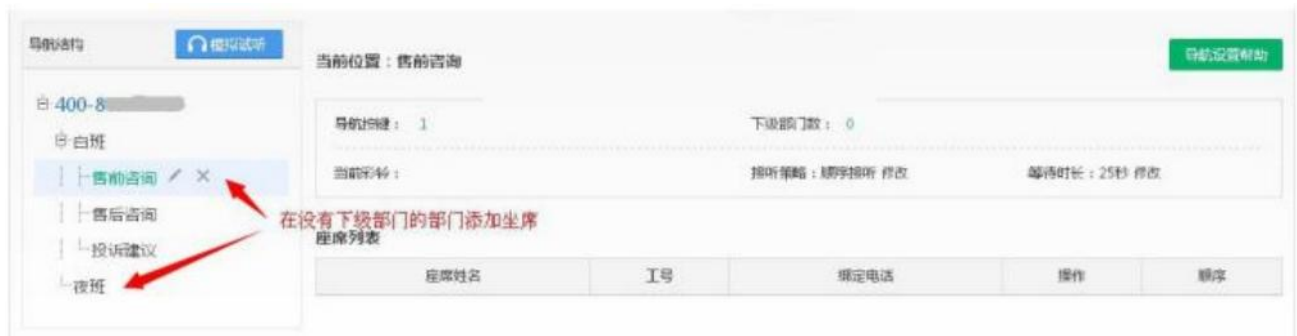 导航结构
模拟试听
当前位置：售前咨询
导航设置帮助
400-8
白班
售前咨询
售后咨询
投诉建议
夜班
导航按键： 1
下级部门数： 0
当前彩铃：
接听策略：顺序接听 修改
等待时长：25秒 修改
在没有下级部门的部门添加坐席
座席列表
座席姓名 工号 绑定电话 操作 顺序